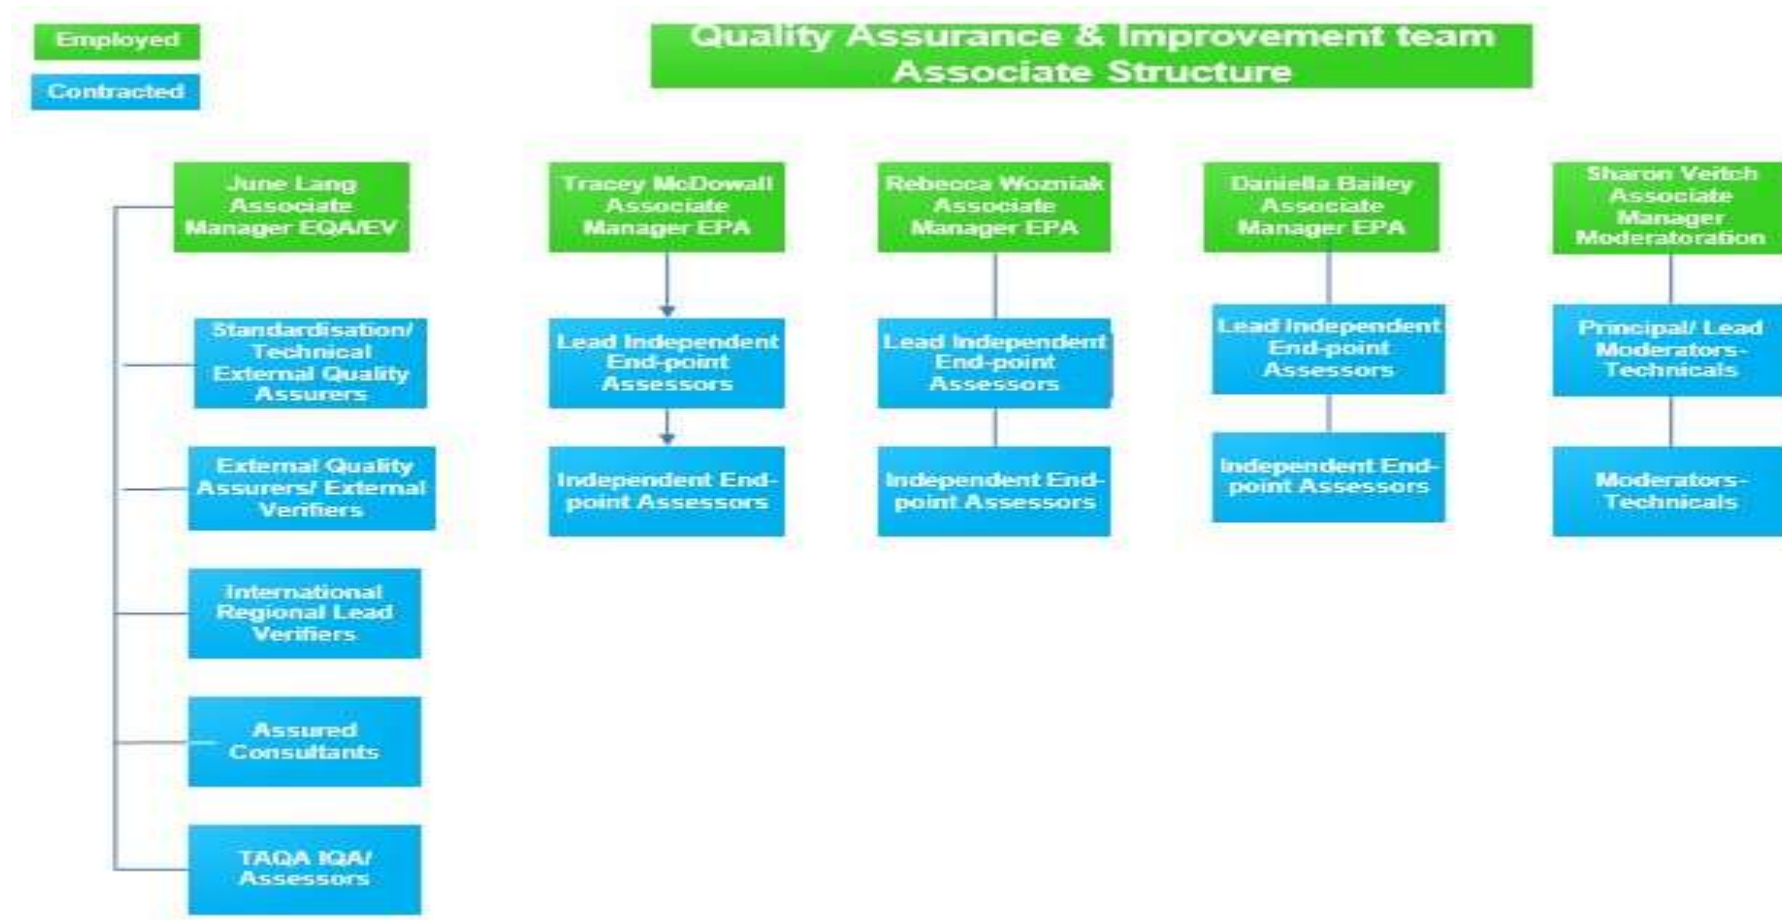 Employed
Contracted
Quality Assurance & Improvement team
Associate Structure
June Lang
Associate
Manager EQA/EV
Tracey McDowall
Associate
Manager EPA
Rebecca Wozniak
Associate
Manager EPA
Daniella Bailey
Associate
Manager EPA
Sharon Veitch
Associate
Manager
Moderatoration
Standardisation/
Technical
External Quality
Assurers
Lead Independent
End-point
Assessors
Lead Independent
End-point
Assessors
Lead Independent
End-point
Assessors
Principal/ Lead
Moderators-
Technicals
External Quality
Assurers/ External
Verifiers
Independent End-
point Assessors
Independent End-
point Assessors
Independent End-
point Assessors
Moderators-
Technicals
International
Regional Lead
Verifiers
Assured
Consultants
TAQA IQA/
Assessors